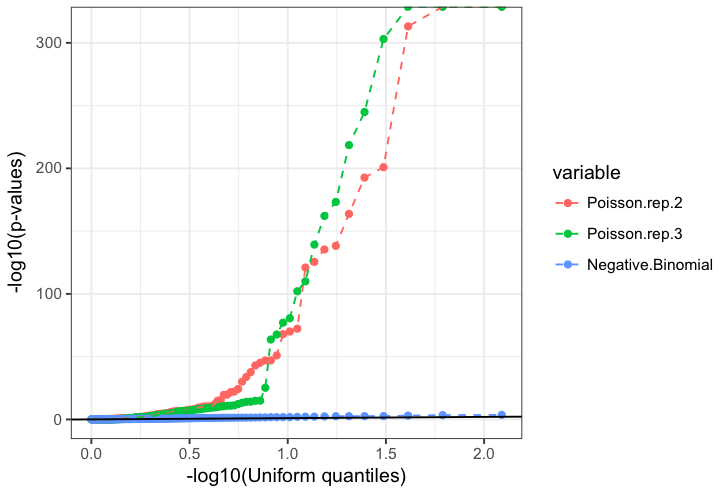 300
200
100
0
-log10(p-values)
0.0 0.5 1.0 1.5 2.0
-log10(Uniform quantiles)
variable
Poisson.rep.2
Poisson.rep.3
Negative.Binomial